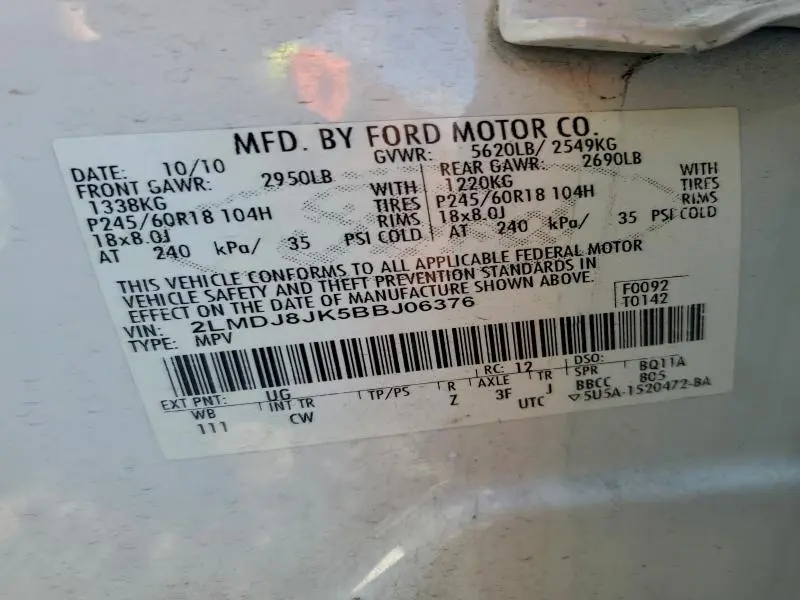 MFD. BY FORD MOTOR CO.
DATE: 10/10 GVWR: 5620LB/ 2549KG
FRONT GAWR: 2950LB REAR GAWR: 2690LB
1338KG WITH 1220KG WITH
P245/60R18 104H TIRES P245/60R18 104H TIRES
18x8.0J RIMS 18x8.0J RIMS
AT 240 kPa/ 35 PSI COLD AT 240 kPa/ 35 PSI COLD
THIS VEHICLE CONFORMS TO ALL APPLICABLE FEDERAL MOTOR
VEHICLE SAFETY AND THEFT PREVENTION STANDARDS IN
EFFECT ON THE DATE OF MANUFACTURE SHOWN ABOVE.
VIN: 2LMDJ8JK5BBJ06376 F0092
TYPE: MPV T0142
EXT PNT: UG RC: 12 DSO:
WB INT TR TP/PS R AXLE TR SPR BQ11A
111 CW Z 3F J BBCC 805
UTC ▽5U5A-1520472-BA